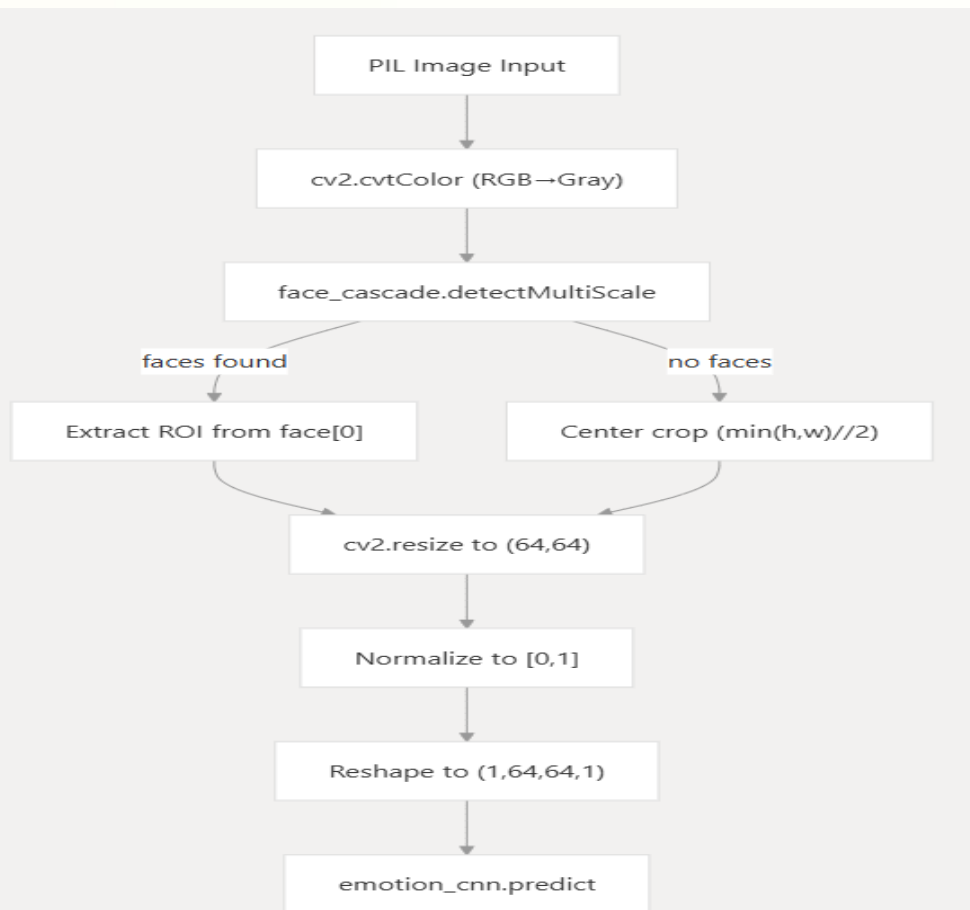 PIL Image Input
cv2.cvtColor (RGB→Gray)
face_cascade.detectMultiScale
faces found
no faces
Extract ROI from face[0]
Center crop (min(h,w)//2)
cv2.resize to (64,64)
Normalize to [0,1]
Reshape to (1,64,64,1)
emotion_cnn.predict